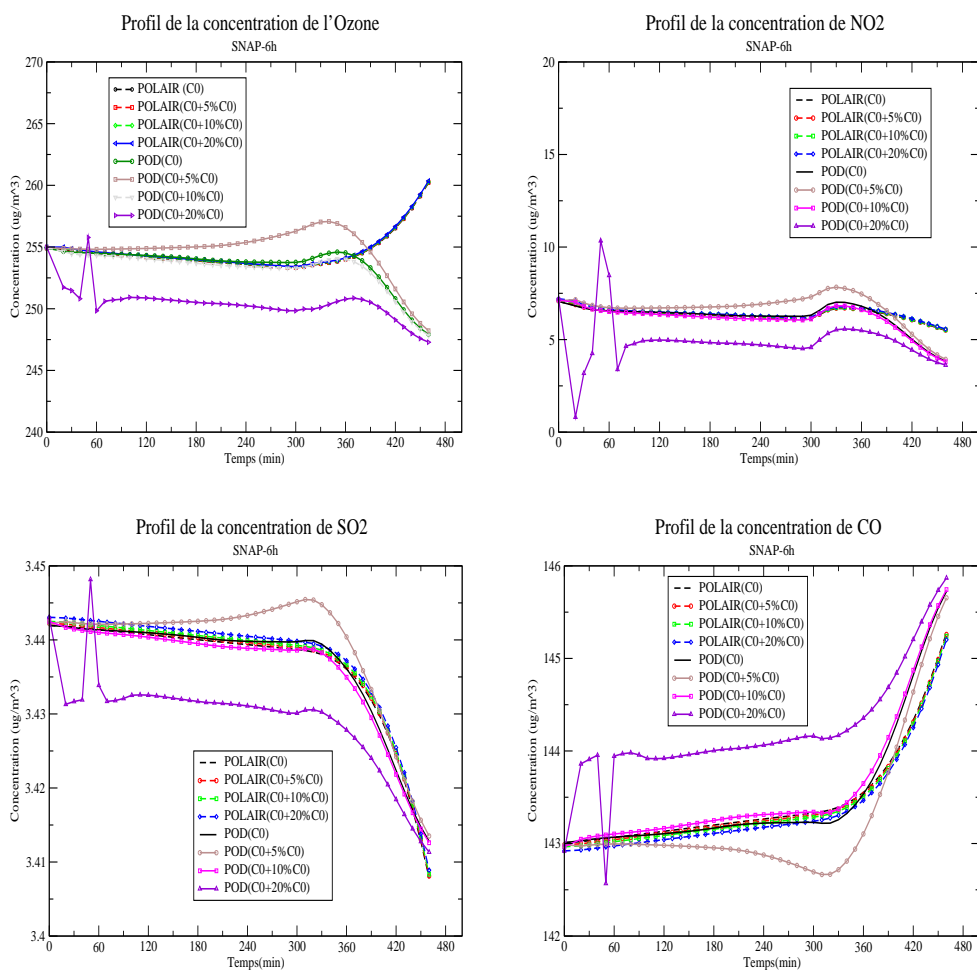 Profil de la concentration de l'Ozone
SNAP-6h
270
265
260
255
250
245
240
Concentration (ug/m^3)
POLAIR (C0)
POLAIR(C0+5%C0)
POLAIR(C0+10%C0)
POLAIR(C0+20%C0)
POD(C0)
POD(C0+5%C0)
POD(C0+10%C0)
POD(C0+20%C0)
0 60 120 180 240 300 360 420 480
Temps (min)
Profil de la concentration de NO2
SNAP-6h
20
15
10
5
0
Concentration (ug/m^3)
POLAIR(C0)
POLAIR(C0+5%C0)
POLAIR(C0+10%C0)
POLAIR(C0+20%C0)
POD(C0)
POD(C0+5%C0)
POD(C0+10%C0)
POD(C0+20%C0)
0 60 120 180 240 300 360 420 480
Temps(min)
Profil de la concentration de SO2
SNAP-6h
3.45
3.44
3.43
3.42
3.41
3.4
Concentration (ug/m^3)
POLAIR(C0)
POLAIR(C0+5%C0)
POLAIR(C0+10%C0)
POLAIR(C0+20%C0)
POD(C0)
POD(C0+5%C0)
POD(C0+10%C0)
POD(C0+20%C0)
0 60 120 180 240 300 360 420 480
Temps(min)
Profil de la concentration de CO
SNAP-6h
146
145
144
143
142
Concentration (ug/m^3)
POLAIR(C0)
POLAIR(C0+5%C0)
POLAIR(C0+10%C0)
POLAIR(C0+20%C0)
POD(C0)
POD(C0+5%C0)
POD(C0+10%C0)
POD(C0+20%C0)
0 60 120 180 240 300 360 420 480
Temps(min)